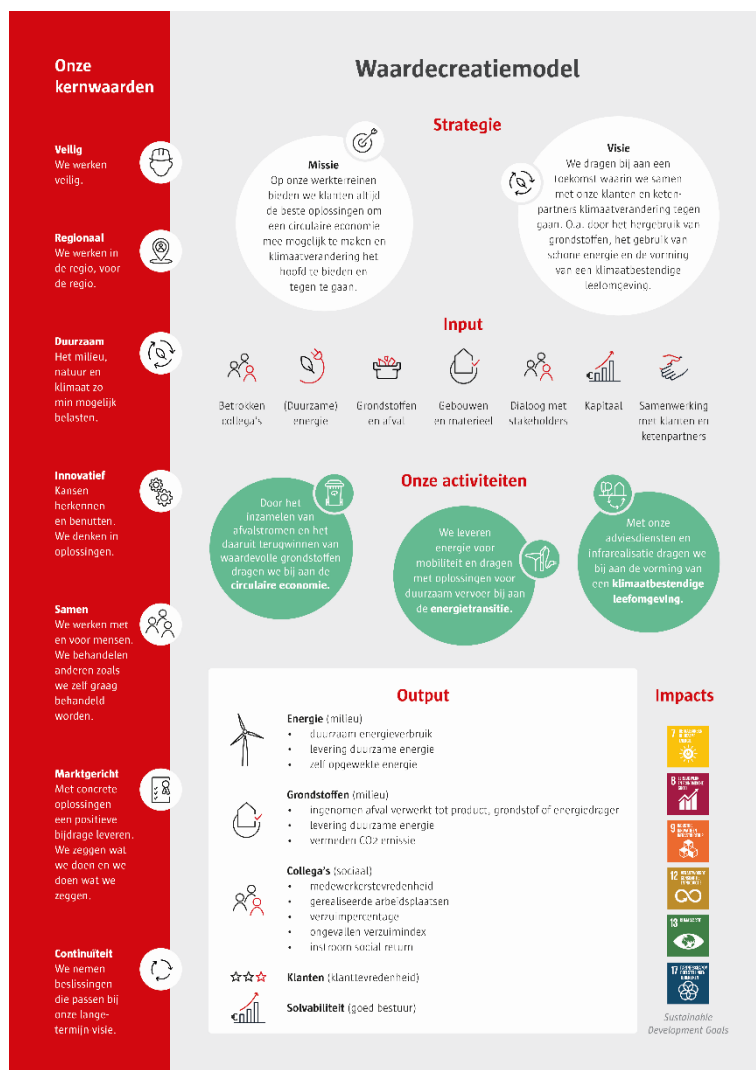 Onze
kernwaarden
Veilig
We werken
veilig.
Regionaal
We werken in
de regio, voor
de regio.
Duurzaam
Het milieu,
natuur en
klimaat zo
min mogelijk
belasten.
Innovatief
Kansen
herkennen
en benutten.
We denken in
oplossingen.
Samen
We werken met
en voor mensen.
We behandelen
anderen zoals
we zelf graag
behandeld
worden.
Marktgericht
Met concrete
oplossingen
een positieve
bijdrage leveren.
We zeggen wat
we doen en we
doen wat we
zeggen.
Continuïteit
We nemen
beslissingen
die passen bij
onze lange-
termijn visie.
Waardecreatiemodel
Strategie
Missie
Op onze werkterreinen
bieden we klanten altijd
de beste oplossingen om
een circulaire economie
mee mogelijk te maken en
klimaatverandering het
hoofd te bieden en
tegen te gaan.
Visie
We dragen bij aan een
toekomst waarin we samen
met onze klanten en keten-
partners klimaatverandering tegen
gaan. O.a. door het hergebruik van
grondstoffen, het gebruik van
schone energie en de vorming
van een klimaatbestendige
leefomgeving.
Input
Betrokken
collega's
(Duurzame)
energie
Grondstoffen
en afval
Gebouwen
en materieel
Dialoog met
stakeholders
Kapitaal
Samenwerking
met klanten en
ketenpartners
Onze activiteiten
Door het
inzamelen van
afvalstromen en het
daaruit terugwinnen van
waardevolle grondstoffen
dragen we bij aan de
circulaire economie.
We leveren
energie voor
mobiliteit en dragen
met oplossingen voor
duurzaam vervoer bij aan
de energietransitie.
Met onze
adviesdiensten en
infrarealisatie dragen we
bij aan de vorming van
een klimaatbestendige
leefomgeving.
Output
Energie (milieu)
• duurzaam energieverbruik
• levering duurzame energie
• zelf opgewekte energie
Grondstoffen (milieu)
• ingenomen afval verwerkt tot product, grondstof of energiedrager
• levering duurzame energie
• vermeden CO2 emissie
Collega's (sociaal)
• medewerkerstevredenheid
• gerealiseerde arbeidsplaatsen
• verzuimpercentage
• ongevallen verzuimindex
• instroom social return
Klanten (klanttevredenheid)
€
Solvabiliteit (goed bestuur)
Impacts
7
8
9
12
13
17
Sustainable
Development Goals